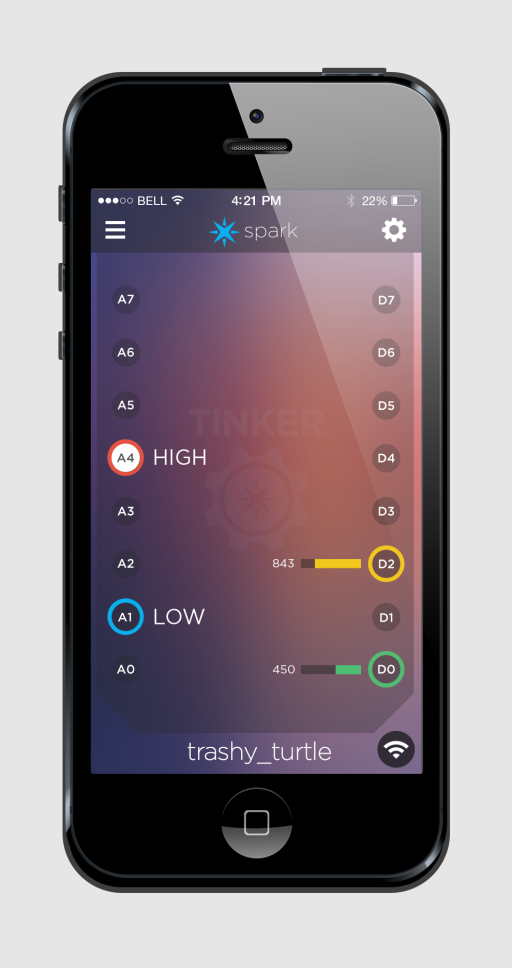 BELL 4:21 PM 22%
spark
A7 D7
A6 D6
A5 D5
TINKER
A4 HIGH D4
A3 D3
A2 843 D2
A1 LOW D1
A0 450 D0
trashy_turtle